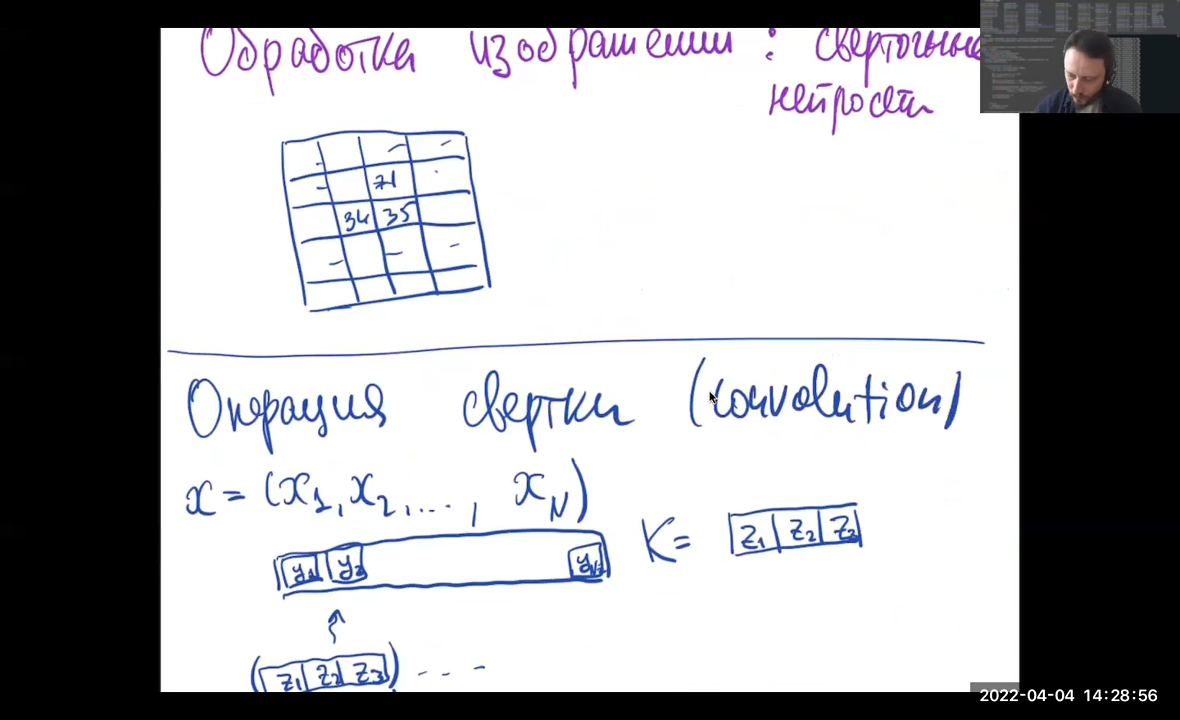 Обработка изображении : сверточные
нейросети
71
34 35
Операция свертки (convolution)
x = (x1, x2, ..., xN)
K = z1 z2 z3
y1 y2
(z1 z2 z3) ...
2022-04-04 14:28:56